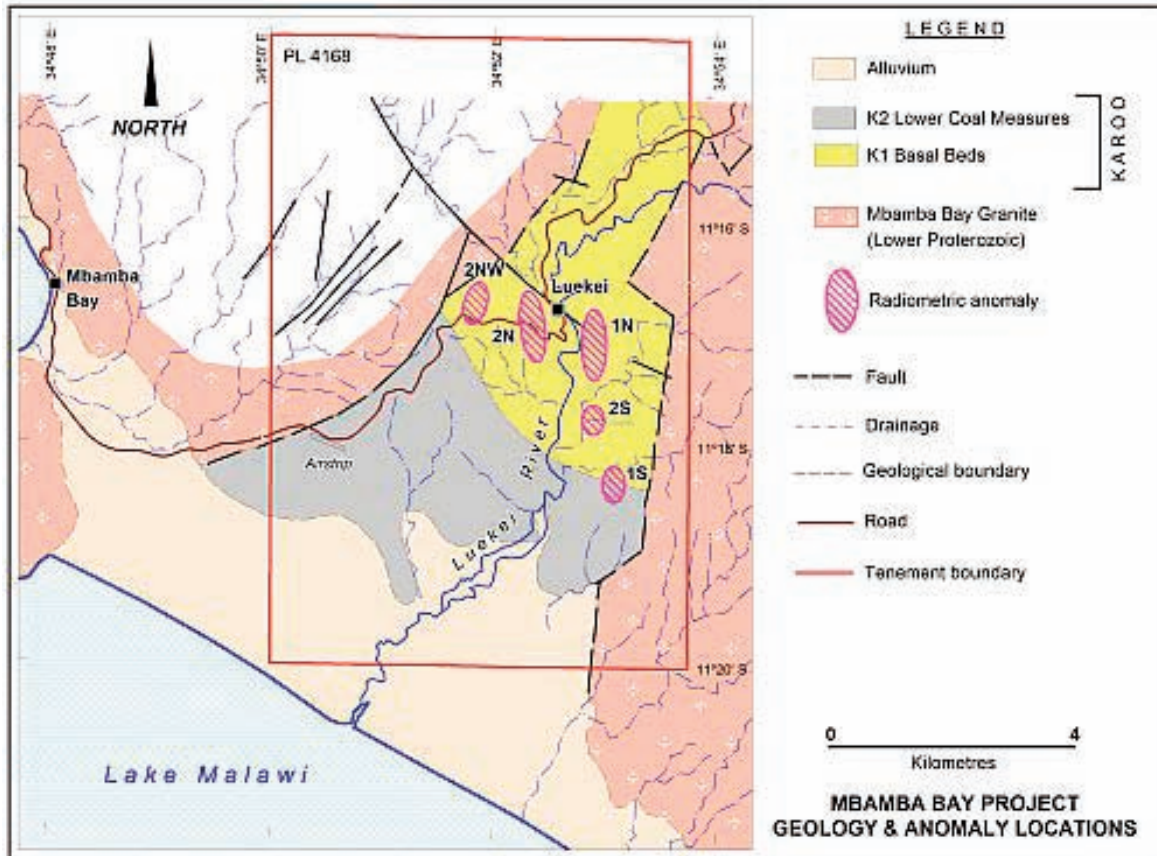 34°48' E
34°50' E
34°52' E
34°54' E
PL 4168
NORTH
11°16' S
Mbamba
Bay
2NW
Luekei
2N
1N
2S
11°18' S
1S
Airstrip
Luekei River
11°20' S
Lake Malawi
LEGEND
Alluvium
K2 Lower Coal Measures
K1 Basal Beds
KAROO
Mbamba Bay Granite
(Lower Proterozoic)
Radiometric anomaly
Fault
Drainage
Geological boundary
Road
Tenement boundary
0 4
Kilometres
MBAMBA BAY PROJECT
GEOLOGY & ANOMALY LOCATIONS